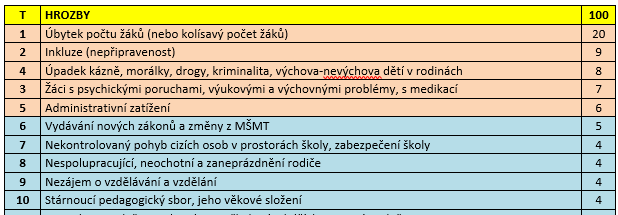 T HROZBY 100
1 Úbytek počtu žáků (nebo kolísavý počet žáků) 20
2 Inkluze (nepřipravenost) 9
4 Úpadek kázně, morálky, drogy, kriminalita, výchova-nevýchova dětí v rodinách 8
3 Žáci s psychickými poruchami, výukovými a výchovnými problémy, s medikací 7
5 Administrativní zatížení 6
6 Vydávání nových zákonů a změny z MŠMT 5
7 Nekontrolovaný pohyb cizích osob v prostorách školy, zabezpečení školy 4
8 Nespolupracující, neochotní a zaneprázdnění rodiče 4
9 Nezájem o vzdělávání a vzdělání 4
10 Stárnoucí pedagogický sbor, jeho věkové složení 4